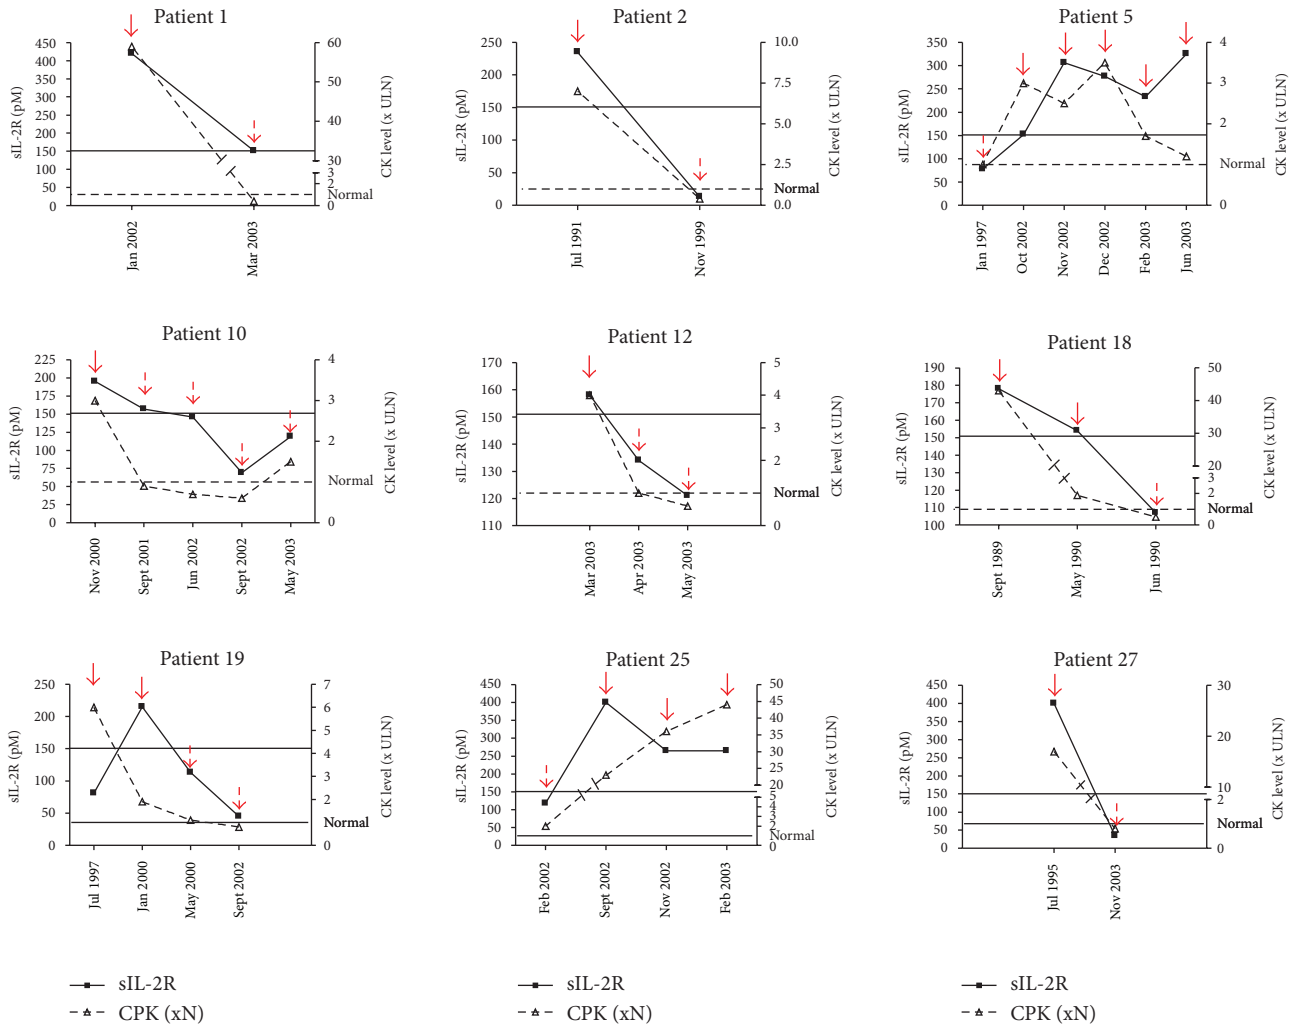 Patient 1
450
400
350
300
250
200
150
100
50
0
sIL-2R (pM)
60
50
40
30
3
2
0
CK level (x ULN)
Normal
Jan 2002
Mar 2003
Patient 2
250
200
150
100
50
0
sIL-2R (pM)
10.0
7.5
5.0
2.5
0.0
CK level (x ULN)
Normal
Jul 1991
Nov 1999
Patient 5
350
300
250
200
150
100
50
0
sIL-2R (pM)
4
3
2
1
0
CK level (x ULN)
Normal
Jan 1997
Oct 2002
Nov 2002
Dec 2002
Feb 2003
Jun 2003
Patient 10
225
200
175
150
125
100
75
50
25
0
sIL-2R (pM)
4
3
2
1
0
CK level (x ULN)
Normal
Nov 2000
Sept 2001
Jun 2002
Sept 2002
May 2003
Patient 12
170
160
150
140
130
120
110
sIL-2R (pM)
5
4
3
2
1
0
CK level (x ULN)
Normal
Mar 2003
Apr 2003
May 2003
Patient 18
190
180
170
160
150
140
130
120
110
100
sIL-2R (pM)
50
40
30
20
3
2
0
CK level (x ULN)
Normal
Sept 1989
May 1990
Jun 1990
Patient 19
250
200
150
100
50
0
sIL-2R (pM)
7
6
5
4
3
2
1
0
CK level (x ULN)
Normal
Jul 1997
Jan 2000
May 2000
Sept 2002
Patient 25
450
400
350
300
250
200
150
100
50
0
sIL-2R (pM)
50
45
40
35
30
25
20
5
4
3
2
0
CK level (x ULN)
Normal
Feb 2002
Sept 2002
Nov 2002
Feb 2003
Patient 27
450
400
350
300
250
200
150
100
50
0
sIL-2R (pM)
30
20
10
2
0
CK level (x ULN)
Normal
Jul 1995
Nov 2003
sIL-2R
CPK (xN)
sIL-2R
CPK (xN)
sIL-2R
CPK (xN)